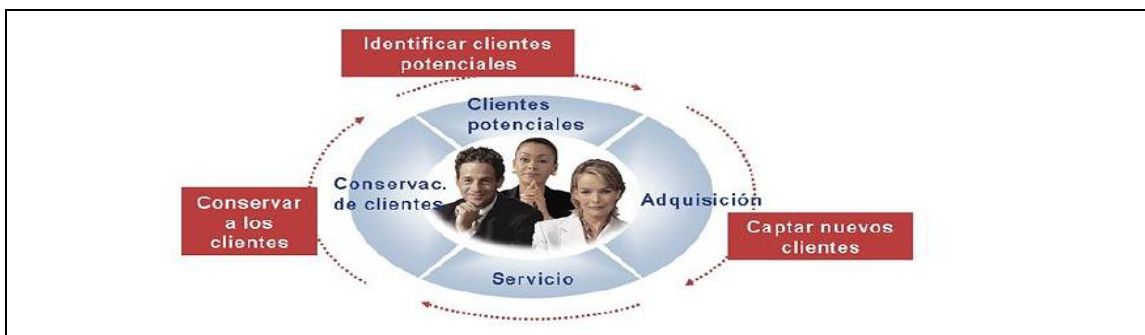 Identificar clientes
potenciales
Clientes
potenciales
Conservac.
de clientes
Adquisición
Conservar
a los
clientes
Captar nuevos
clientes
Servicio